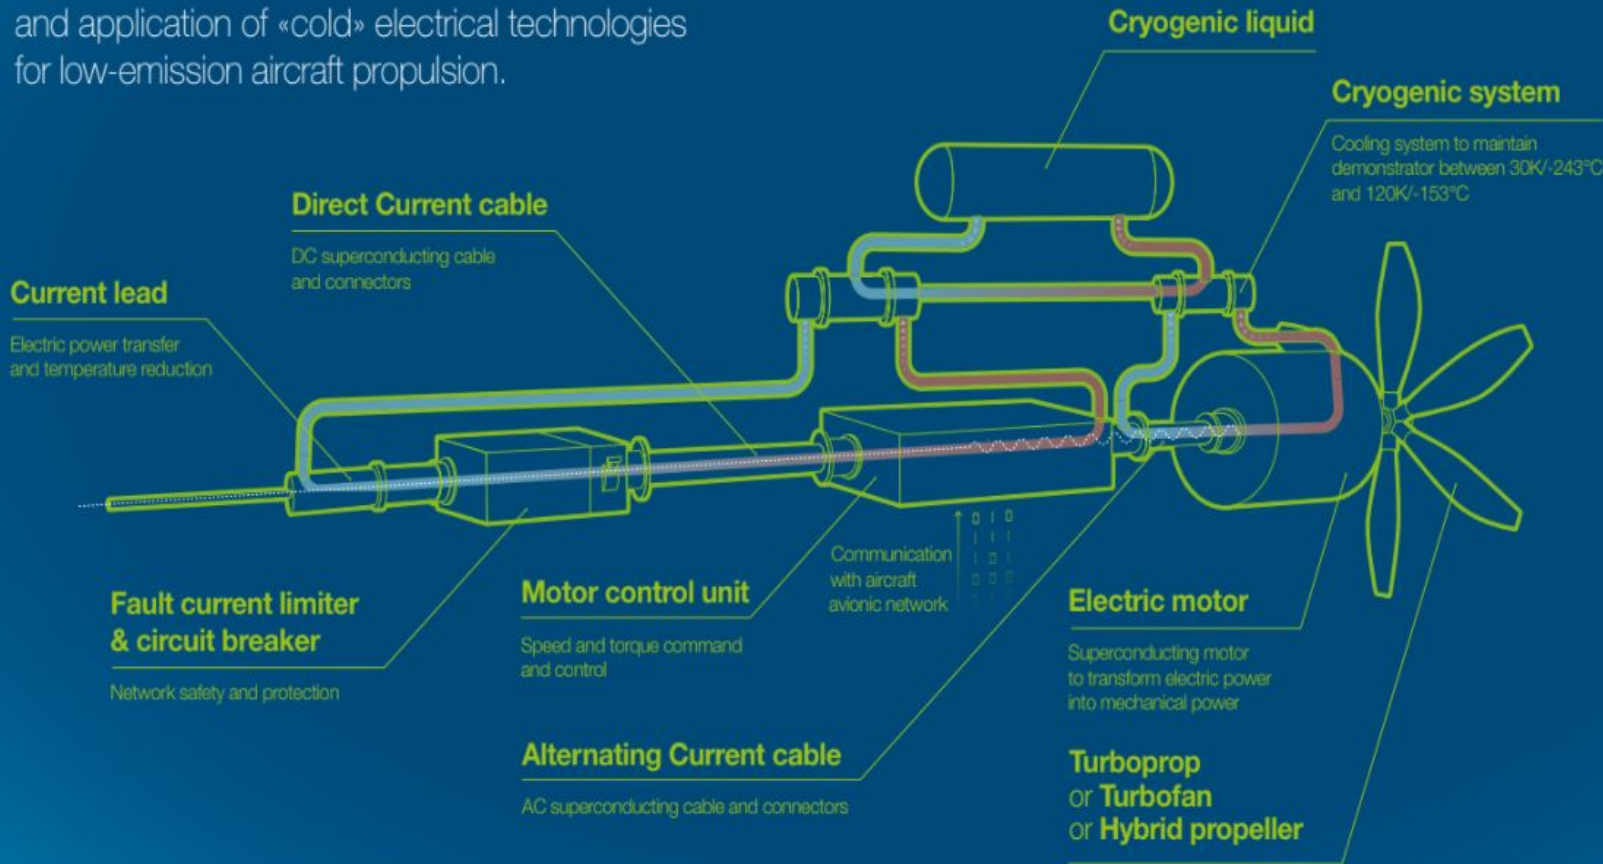 and application of «cold» electrical technologies
for low-emission aircraft propulsion.
Cryogenic liquid
Cryogenic system
Cooling system to maintain
demonstrator between 30K/-243°C
and 120K/-153°C
Direct Current cable
DC superconducting cable
and connectors
Current lead
Electric power transfer
and temperature reduction
Fault current limiter
& circuit breaker
Network safety and protection
Motor control unit
Speed and torque command
and control
Communication
with aircraft
avionic network
Alternating Current cable
AC superconducting cable and connectors
Electric motor
Superconducting motor
to transform electric power
into mechanical power
Turboprop
or Turbofan
or Hybrid propeller